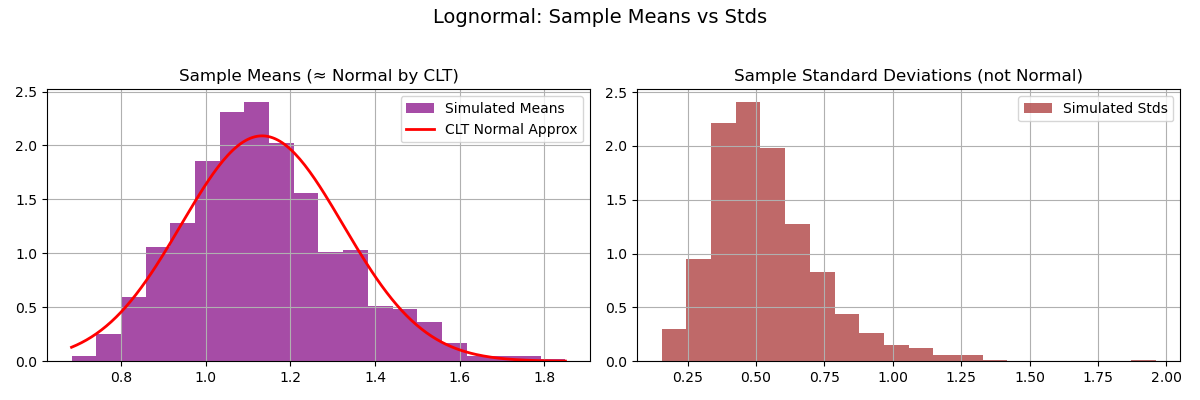 Lognormal: Sample Means vs Stds
Sample Means (≈ Normal by CLT)
2.5
2.0
1.5
1.0
0.5
0.0
Simulated Means
CLT Normal Approx
0.8 1.0 1.2 1.4 1.6 1.8
Sample Standard Deviations (not Normal)
2.5
2.0
1.5
1.0
0.5
0.0
Simulated Stds
0.25 0.50 0.75 1.00 1.25 1.50 1.75 2.00